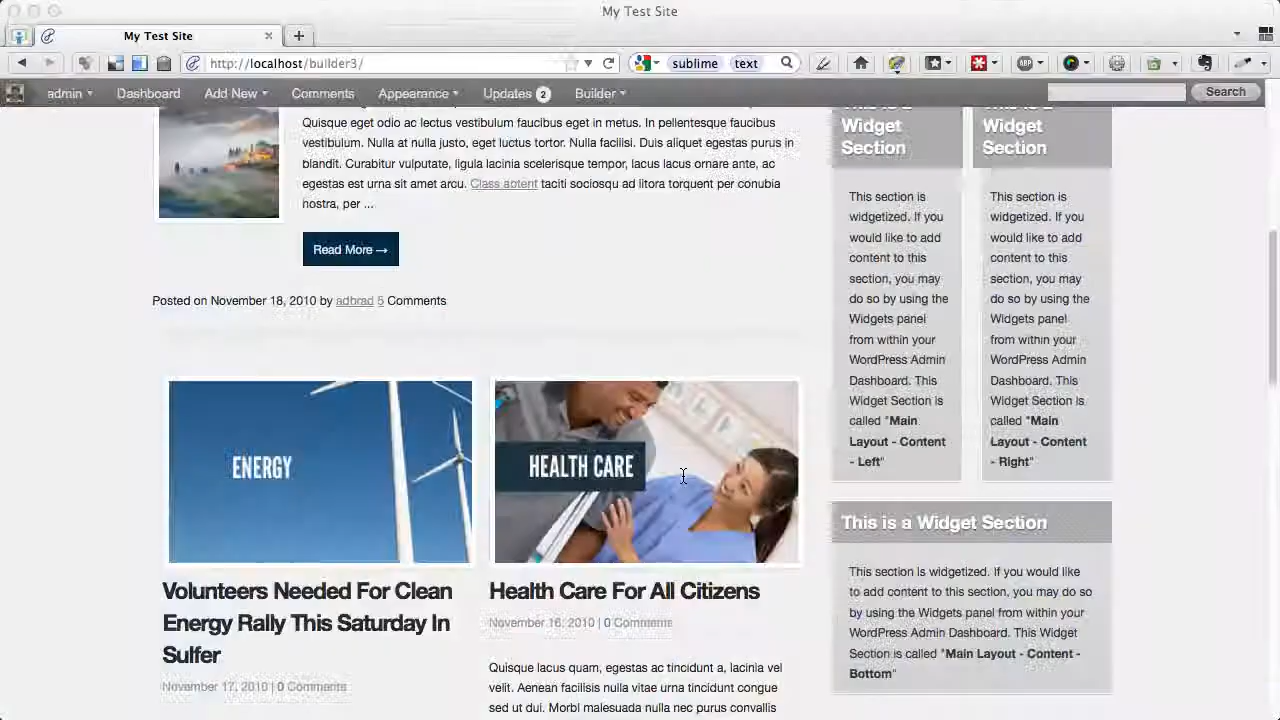 My Test Site
My Test Site
http://localhost/builder3/
sublime text
admin Dashboard Add New Comments Appearance Updates 2 Builder Search
Quisque eget odio ac lectus vestibulum faucibus eget in metus. In pellentesque faucibus
vestibulum. Nulla at nulla justo, eget luctus tortor. Nulla facilisi. Duis aliquet egestas purus in
blandit. Curabitur vulputate, ligula lacinia scelerisque tempor, lacus lacus ornare ante, ac
egestas est urna sit amet arcu. Class aptent taciti sociosqu ad litora torquent per conubia
nostra, per ...
Read More →
Posted on November 18, 2010 by adbrad 5 Comments
ENERGY
Volunteers Needed For Clean
Energy Rally This Saturday In
Sulfer
November 17, 2010 | 0 Comments
HEALTH CARE
Health Care For All Citizens
November 16, 2010 | 0 Comments
Quisque lacus quam, egestas ac tincidunt a, lacinia vel
velit. Aenean facilisis nulla vitae urna tincidunt congue
sed ut dui. Morbi malesuada nulla nec purus convallis
This is a
Widget
Section
This section is
widgetized. If you
would like to add
content to this
section, you may
do so by using the
Widgets panel
from within your
WordPress Admin
Dashboard. This
Widget Section is
called "Main
Layout - Content
- Left"
This is a
Widget
Section
This section is
widgetized. If you
would like to add
content to this
section, you may
do so by using the
Widgets panel
from within your
WordPress Admin
Dashboard. This
Widget Section is
called "Main
Layout - Content
- Right"
This is a Widget Section
This section is widgetized. If you would like
to add content to this section, you may do so
by using the Widgets panel from within your
WordPress Admin Dashboard. This Widget
Section is called "Main Layout - Content -
Bottom"